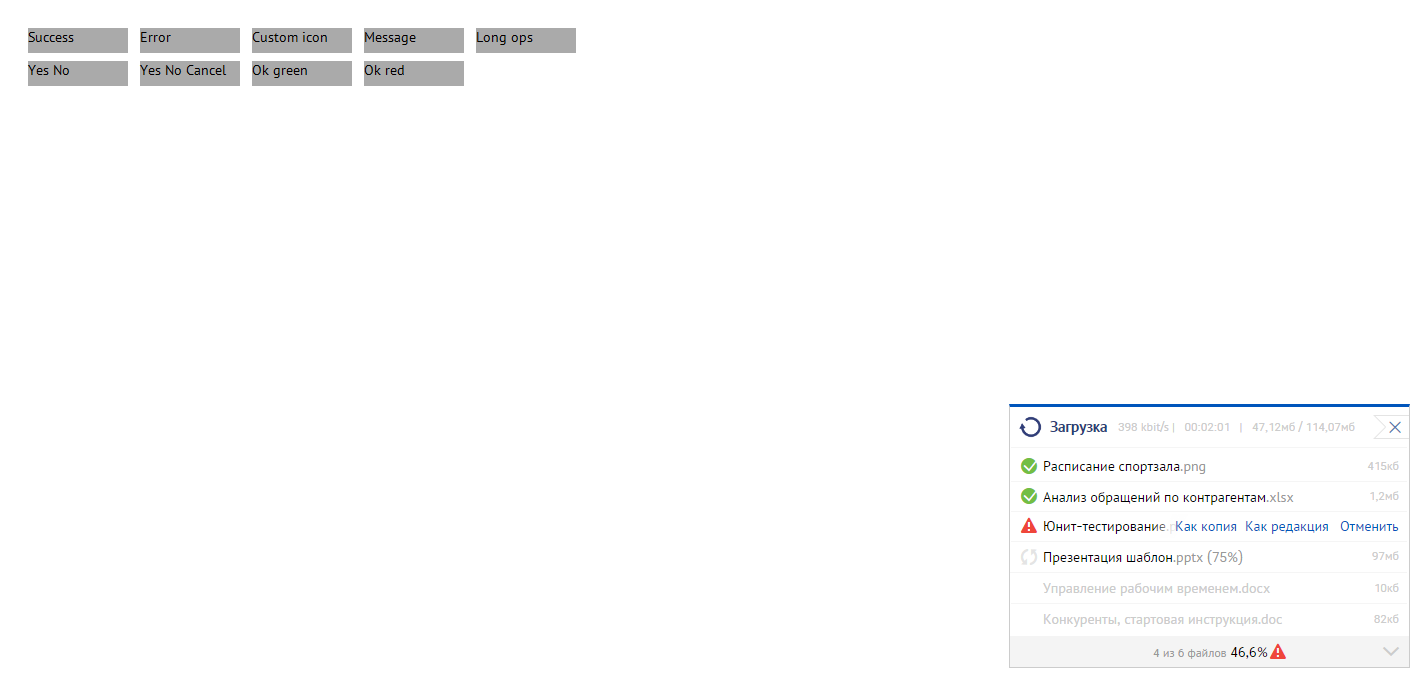 Success Error Custom icon Message Long ops
Yes No Yes No Cancel Ok green Ok red
Загрузка 398 kbit/s | 00:02:01 | 47,12мб / 114,07мб
Расписание спортзала.png 415кб
Анализ обращений по контрагентам.xlsx 1,2мб
Юнит-тестирование Как копия Как редакция Отменить
Презентация шаблон.pptx (75%) 97мб
Управление рабочим временем.docx 10кб
Конкуренты, стартовая инструкция.doc 82кб
4 из 6 файлов 46,6%